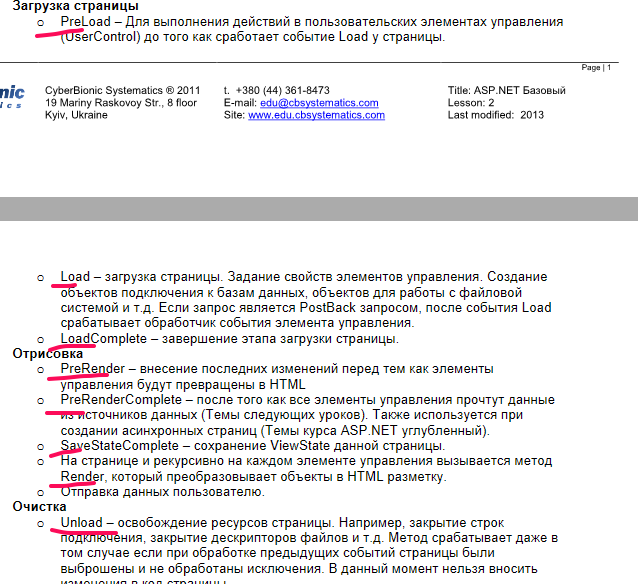 Загрузка страницы
o PreLoad – Для выполнения действий в пользовательских элементах управления
(UserControl) до того как сработает событие Load у страницы.
Page | 1
nic
ics
CyberBionic Systematics ® 2011
19 Mariny Raskovoy Str., 8 floor
Kyiv, Ukraine
t. +380 (44) 361-8473
E-mail: edu@cbsystematics.com
Site: www.edu.cbsystematics.com
Title: ASP.NET Базовый
Lesson: 2
Last modified: 2013
o Load – загрузка страницы. Задание свойств элементов управления. Создание
объектов подключения к базам данных, объектов для работы с файловой
системой и т.д. Если запрос является PostBack запросом, после события Load
срабатывает обработчик события элемента управления.
o LoadComplete – завершение этапа загрузки страницы.
Отрисовка
o PreRender – внесение последних изменений перед тем как элементы
управления будут превращены в HTML
o PreRenderComplete – после того как все элементы управления прочтут данные
из источников данных (Темы следующих уроков). Также используется при
создании асинхронных страниц (Темы курса ASP.NET углубленный).
o SaveStateComplete – сохранение ViewState данной страницы.
o На странице и рекурсивно на каждом элементе управления вызывается метод
Render, который преобразовывает объекты в HTML разметку.
o Отправка данных пользователю.
Очистка
o Unload – освобождение ресурсов страницы. Например, закрытие строк
подключения, закрытие дескрипторов файлов и т.д. Метод срабатывает даже в
том случае если при обработке предыдущих событий страницы были
выброшены и не обработаны исключения. В данный момент нельзя вносить
изменения в код страницы.